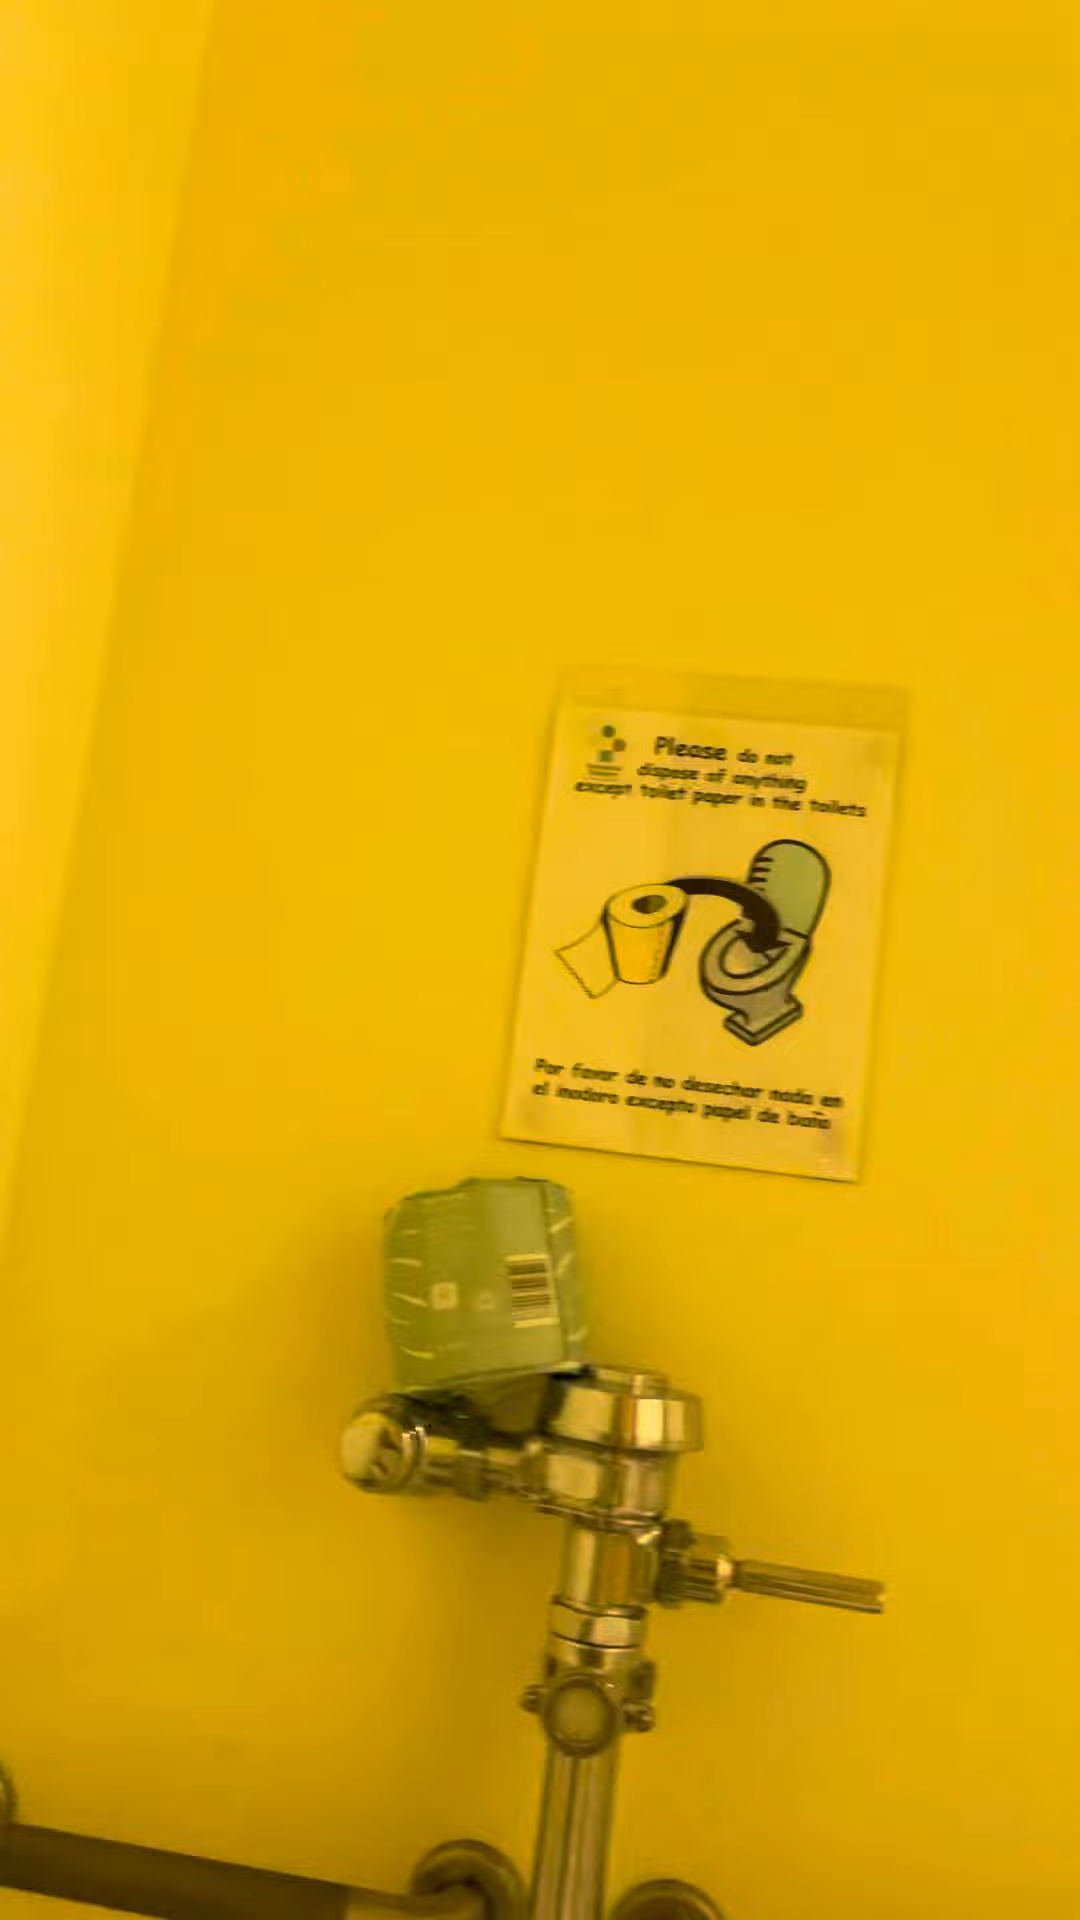 Please do not
dispose of anything
except toilet paper in the toilets
Por favor de no desechar nada en
el inodoro excepto papel de baño